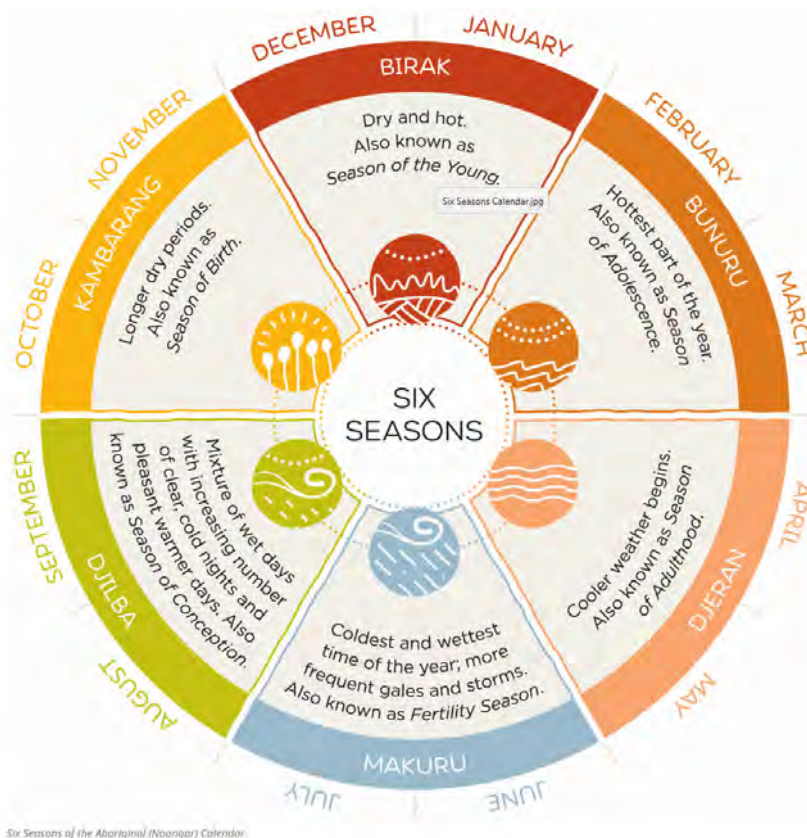 DECEMBER
JANUARY
BIRAK
Dry and hot.
Also known as
Season of the Young.
Six Seasons Calendar.jpg
FEBRUARY
MARCH
BUNURU
Hottest part of the year.
Also known as Season
of Adolescence.
APRIL
MAY
DJERAN
Cooler weather begins.
Also known as Season
of Adulthood.
JUNE
JULY
MAKURU
Coldest and wettest
time of the year; more
frequent gales and storms.
Also known as Fertility Season.
AUGUST
SEPTEMBER
DJILBA
Mixture of wet days
with increasing number
of clear, cold nights and
pleasant warmer days. Also
known as Season of Conception.
OCTOBER
NOVEMBER
KAMBARANG
Longer dry periods.
Also known as
Season of Birth.
SIX
SEASONS
Six Seasons of the Aboriginal (Noongar) Calendar